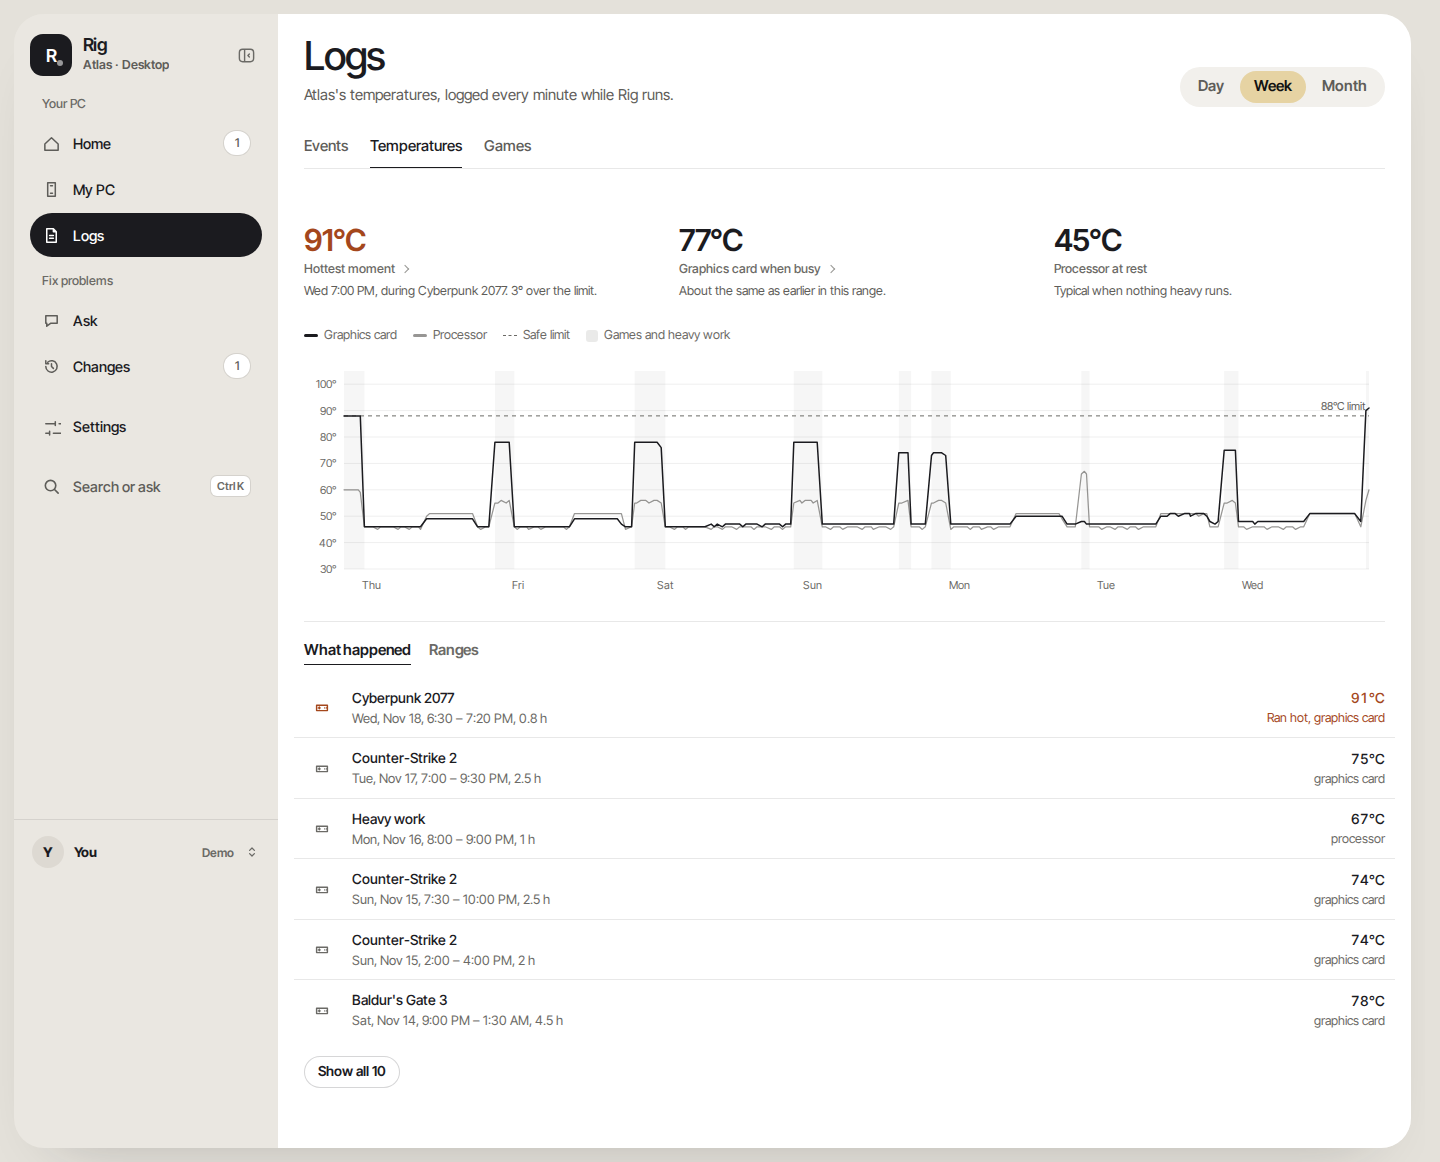 R
Rig
Atlas · Desktop
Your PC
Home
1
My PC
Logs
Fix problems
Ask
Changes
1
Settings
Search or ask
Ctrl K
Y
You
Demo
Logs
Atlas's temperatures, logged every minute while Rig runs.
Day
Week
Month
Events
Temperatures
Games
91°C
Hottest moment
Wed 7:00 PM, during Cyberpunk 2077. 3° over the limit.
77°C
Graphics card when busy
About the same as earlier in this range.
45°C
Processor at rest
Typical when nothing heavy runs.
Graphics card
Processor
Safe limit
Games and heavy work
100°
90°
80°
70°
60°
50°
40°
30°
88°C limit
Thu
Fri
Sat
Sun
Mon
Tue
Wed
What happened
Ranges
Cyberpunk 2077
91°C
Wed, Nov 18, 6:30 – 7:20 PM, 0.8 h
Ran hot, graphics card
Counter-Strike 2
75°C
Tue, Nov 17, 7:00 – 9:30 PM, 2.5 h
graphics card
Heavy work
67°C
Mon, Nov 16, 8:00 – 9:00 PM, 1 h
processor
Counter-Strike 2
74°C
Sun, Nov 15, 7:30 – 10:00 PM, 2.5 h
graphics card
Counter-Strike 2
74°C
Sun, Nov 15, 2:00 – 4:00 PM, 2 h
graphics card
Baldur's Gate 3
78°C
Sat, Nov 14, 9:00 PM – 1:30 AM, 4.5 h
graphics card
Show all 10